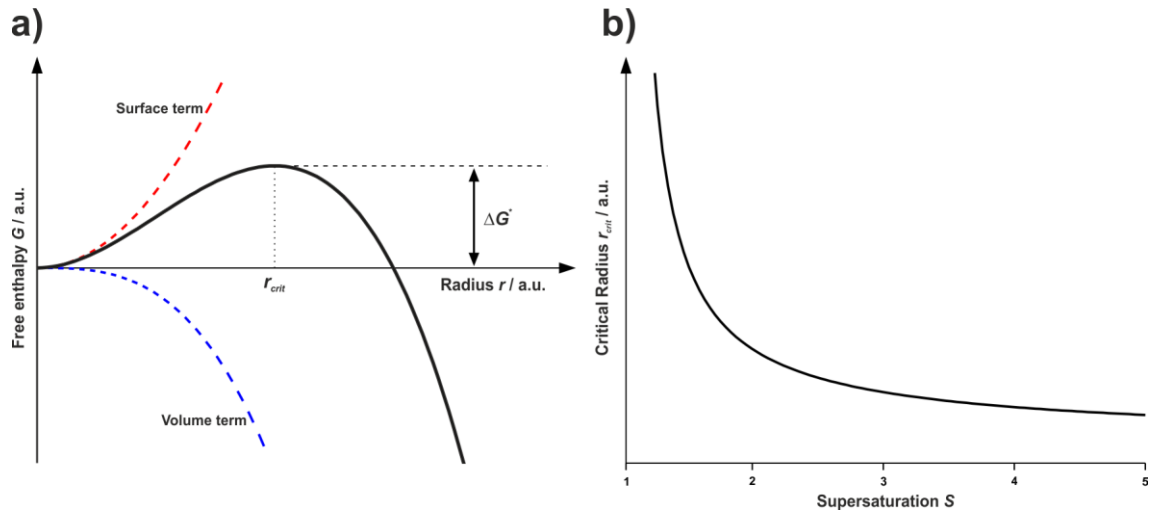 a)
Free enthalpy G / a.u.
Surface term
ΔG*
r_crit
Radius r / a.u.
Volume term
b)
Critical Radius r_crit / a.u.
1 2 3 4 5
Supersaturation S